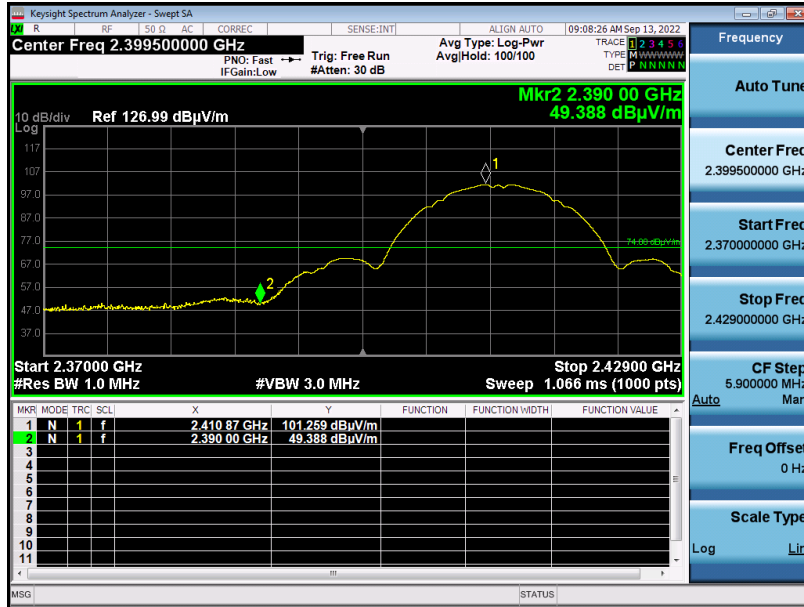 Keysight Spectrum Analyzer - Swept SA
LXI R RF 50 Ω AC CORREC SENSE:INT ALIGN AUTO 09:08:26 AM Sep 13, 2022
Center Freq 2.399500000 GHz
PNO: Fast
IFGain:Low
Trig: Free Run
#Atten: 30 dB
Avg Type: Log-Pwr
Avg|Hold: 100/100
TRACE 1 2 3 4 5 6
TYPE M WWWWW
DET P N N N N N
Mkr2 2.390 00 GHz
49.388 dBµV/m
10 dB/div Ref 126.99 dBµV/m
Log
117
107
97.0
87.0
77.0
67.0
57.0
47.0
37.0
1
2
74.00 dBµV/m
Start 2.37000 GHz Stop 2.42900 GHz
#Res BW 1.0 MHz #VBW 3.0 MHz Sweep 1.066 ms (1000 pts)
MKR MODE TRC SCL X Y FUNCTION FUNCTION WIDTH FUNCTION VALUE
1 N 1 f 2.410 87 GHz 101.259 dBµV/m
2 N 1 f 2.390 00 GHz 49.388 dBµV/m
3
4
5
6
7
8
9
10
11
MSG STATUS
Frequency
Auto Tune
Center Freq
2.399500000 GHz
Start Freq
2.370000000 GHz
Stop Freq
2.429000000 GHz
CF Step
5.900000 MHz
Auto Man
Freq Offset
0 Hz
Scale Type
Log Lin